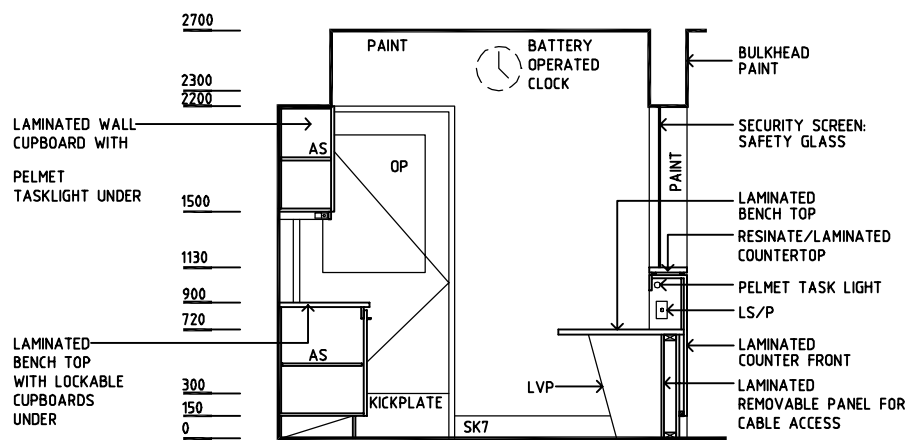 2700
PAINT
BATTERY
OPERATED
CLOCK
BULKHEAD
PAINT
2300
2200
LAMINATED WALL
CUPBOARD WITH
PELMET
TASKLIGHT UNDER
AS
OP
SECURITY SCREEN:
SAFETY GLASS
PAINT
1500
LAMINATED
BENCH TOP
RESINATE/LAMINATED
COUNTERTOP
1130
PELMET TASK LIGHT
900
LS/P
720
LAMINATED
BENCH TOP
WITH LOCKABLE
CUPBOARDS
UNDER
AS
LAMINATED
COUNTER FRONT
300
KICKPLATE
LVP
LAMINATED
REMOVABLE PANEL FOR
CABLE ACCESS
150
0
SK7